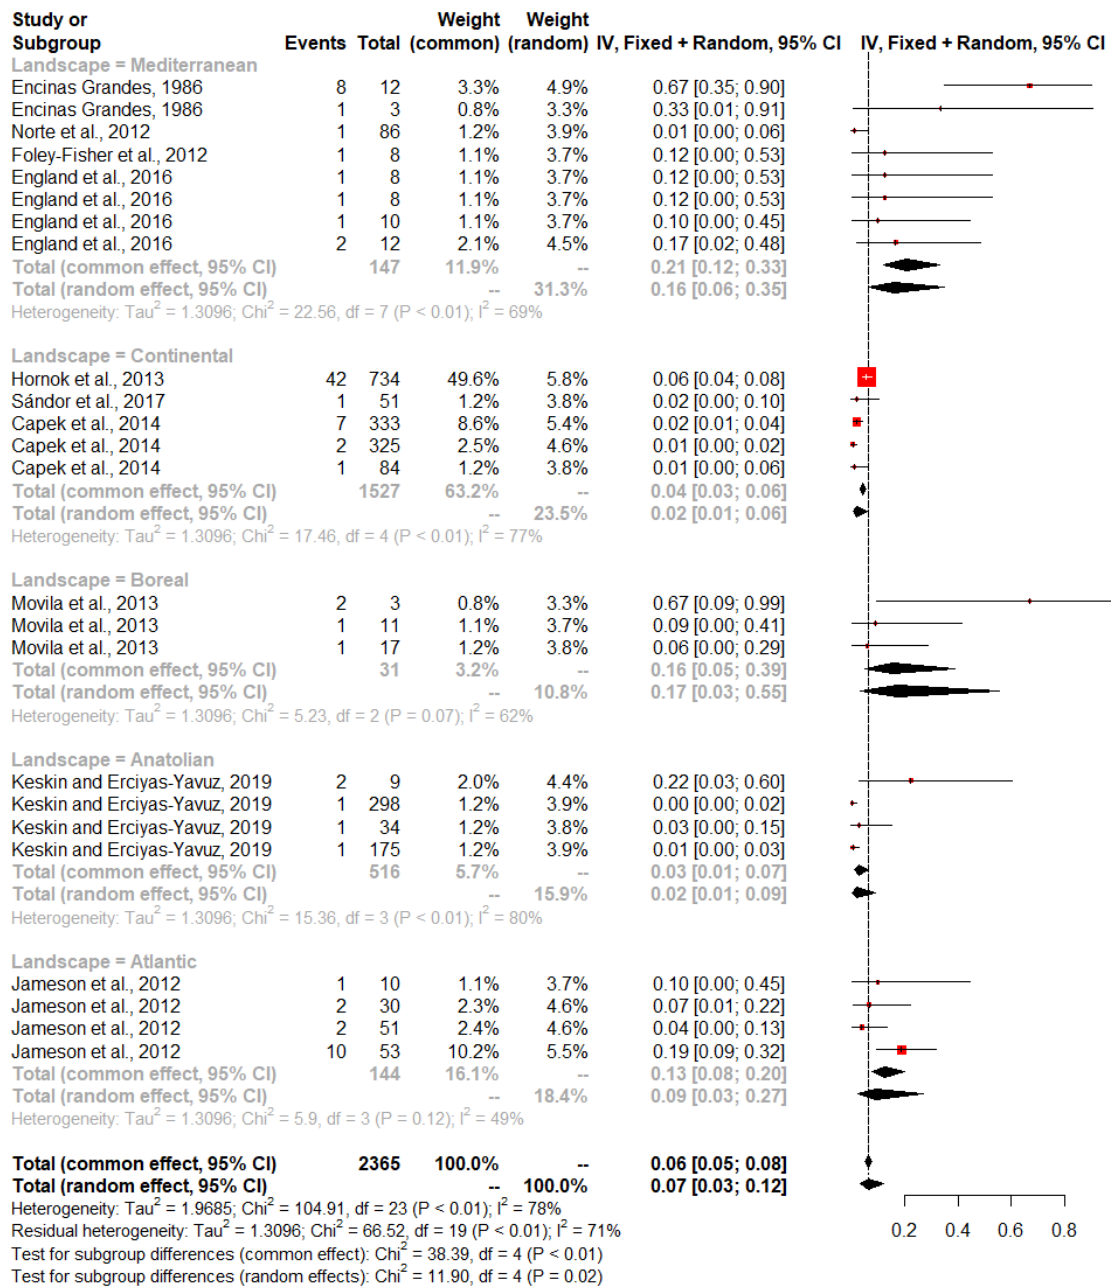 Study or Weight Weight
Subgroup Events Total (common) (random) IV, Fixed + Random, 95% CI IV, Fixed + Random, 95% CI
Landscape = Mediterranean
Encinas Grandes, 1986 8 12 3.3% 4.9% 0.67 [0.35; 0.90]
Encinas Grandes, 1986 1 3 0.8% 3.3% 0.33 [0.01; 0.91]
Norte et al., 2012 1 86 1.2% 3.9% 0.01 [0.00; 0.06]
Foley-Fisher et al., 2012 1 8 1.1% 3.7% 0.12 [0.00; 0.53]
England et al., 2016 1 8 1.1% 3.7% 0.12 [0.00; 0.53]
England et al., 2016 1 8 1.1% 3.7% 0.12 [0.00; 0.53]
England et al., 2016 1 10 1.1% 3.7% 0.10 [0.00; 0.45]
England et al., 2016 2 12 2.1% 4.5% 0.17 [0.02; 0.48]
Total (common effect, 95% CI) 147 11.9% -- 0.21 [0.12; 0.33]
Total (random effect, 95% CI) -- 31.3% 0.16 [0.06; 0.35]
Heterogeneity: Tau² = 1.3096; Chi² = 22.56, df = 7 (P < 0.01); I² = 69%
Landscape = Continental
Hornok et al., 2013 42 734 49.6% 5.8% 0.06 [0.04; 0.08]
Sándor et al., 2017 1 51 1.2% 3.8% 0.02 [0.00; 0.10]
Capek et al., 2014 7 333 8.6% 5.4% 0.02 [0.01; 0.04]
Capek et al., 2014 2 325 2.5% 4.6% 0.01 [0.00; 0.02]
Capek et al., 2014 1 84 1.2% 3.8% 0.01 [0.00; 0.06]
Total (common effect, 95% CI) 1527 63.2% -- 0.04 [0.03; 0.06]
Total (random effect, 95% CI) -- 23.5% 0.02 [0.01; 0.06]
Heterogeneity: Tau² = 1.3096; Chi² = 17.46, df = 4 (P < 0.01); I² = 77%
Landscape = Boreal
Movila et al., 2013 2 3 0.8% 3.3% 0.67 [0.09; 0.99]
Movila et al., 2013 1 11 1.1% 3.7% 0.09 [0.00; 0.41]
Movila et al., 2013 1 17 1.2% 3.8% 0.06 [0.00; 0.29]
Total (common effect, 95% CI) 31 3.2% -- 0.16 [0.05; 0.39]
Total (random effect, 95% CI) -- 10.8% 0.17 [0.03; 0.55]
Heterogeneity: Tau² = 1.3096; Chi² = 5.23, df = 2 (P = 0.07); I² = 62%
Landscape = Anatolian
Keskin and Erciyas-Yavuz, 2019 2 9 2.0% 4.4% 0.22 [0.03; 0.60]
Keskin and Erciyas-Yavuz, 2019 1 298 1.2% 3.9% 0.00 [0.00; 0.02]
Keskin and Erciyas-Yavuz, 2019 1 34 1.2% 3.8% 0.03 [0.00; 0.15]
Keskin and Erciyas-Yavuz, 2019 1 175 1.2% 3.9% 0.01 [0.00; 0.03]
Total (common effect, 95% CI) 516 5.7% -- 0.03 [0.01; 0.07]
Total (random effect, 95% CI) -- 15.9% 0.02 [0.01; 0.09]
Heterogeneity: Tau² = 1.3096; Chi² = 15.36, df = 3 (P < 0.01); I² = 80%
Landscape = Atlantic
Jameson et al., 2012 1 10 1.1% 3.7% 0.10 [0.00; 0.45]
Jameson et al., 2012 2 30 2.3% 4.6% 0.07 [0.01; 0.22]
Jameson et al., 2012 2 51 2.4% 4.6% 0.04 [0.00; 0.13]
Jameson et al., 2012 10 53 10.2% 5.5% 0.19 [0.09; 0.32]
Total (common effect, 95% CI) 144 16.1% -- 0.13 [0.08; 0.20]
Total (random effect, 95% CI) -- 18.4% 0.09 [0.03; 0.27]
Heterogeneity: Tau² = 1.3096; Chi² = 5.9, df = 3 (P = 0.12); I² = 49%
Total (common effect, 95% CI) 2365 100.0% -- 0.06 [0.05; 0.08]
Total (random effect, 95% CI) -- 100.0% 0.07 [0.03; 0.12]
Heterogeneity: Tau² = 1.9685; Chi² = 104.91, df = 23 (P < 0.01); I² = 78%
Residual heterogeneity: Tau² = 1.3096; Chi² = 66.52, df = 19 (P < 0.01); I² = 71%
0.2 0.4 0.6 0.8
Test for subgroup differences (common effect): Chi² = 38.39, df = 4 (P < 0.01)
Test for subgroup differences (random effects): Chi² = 11.90, df = 4 (P = 0.02)